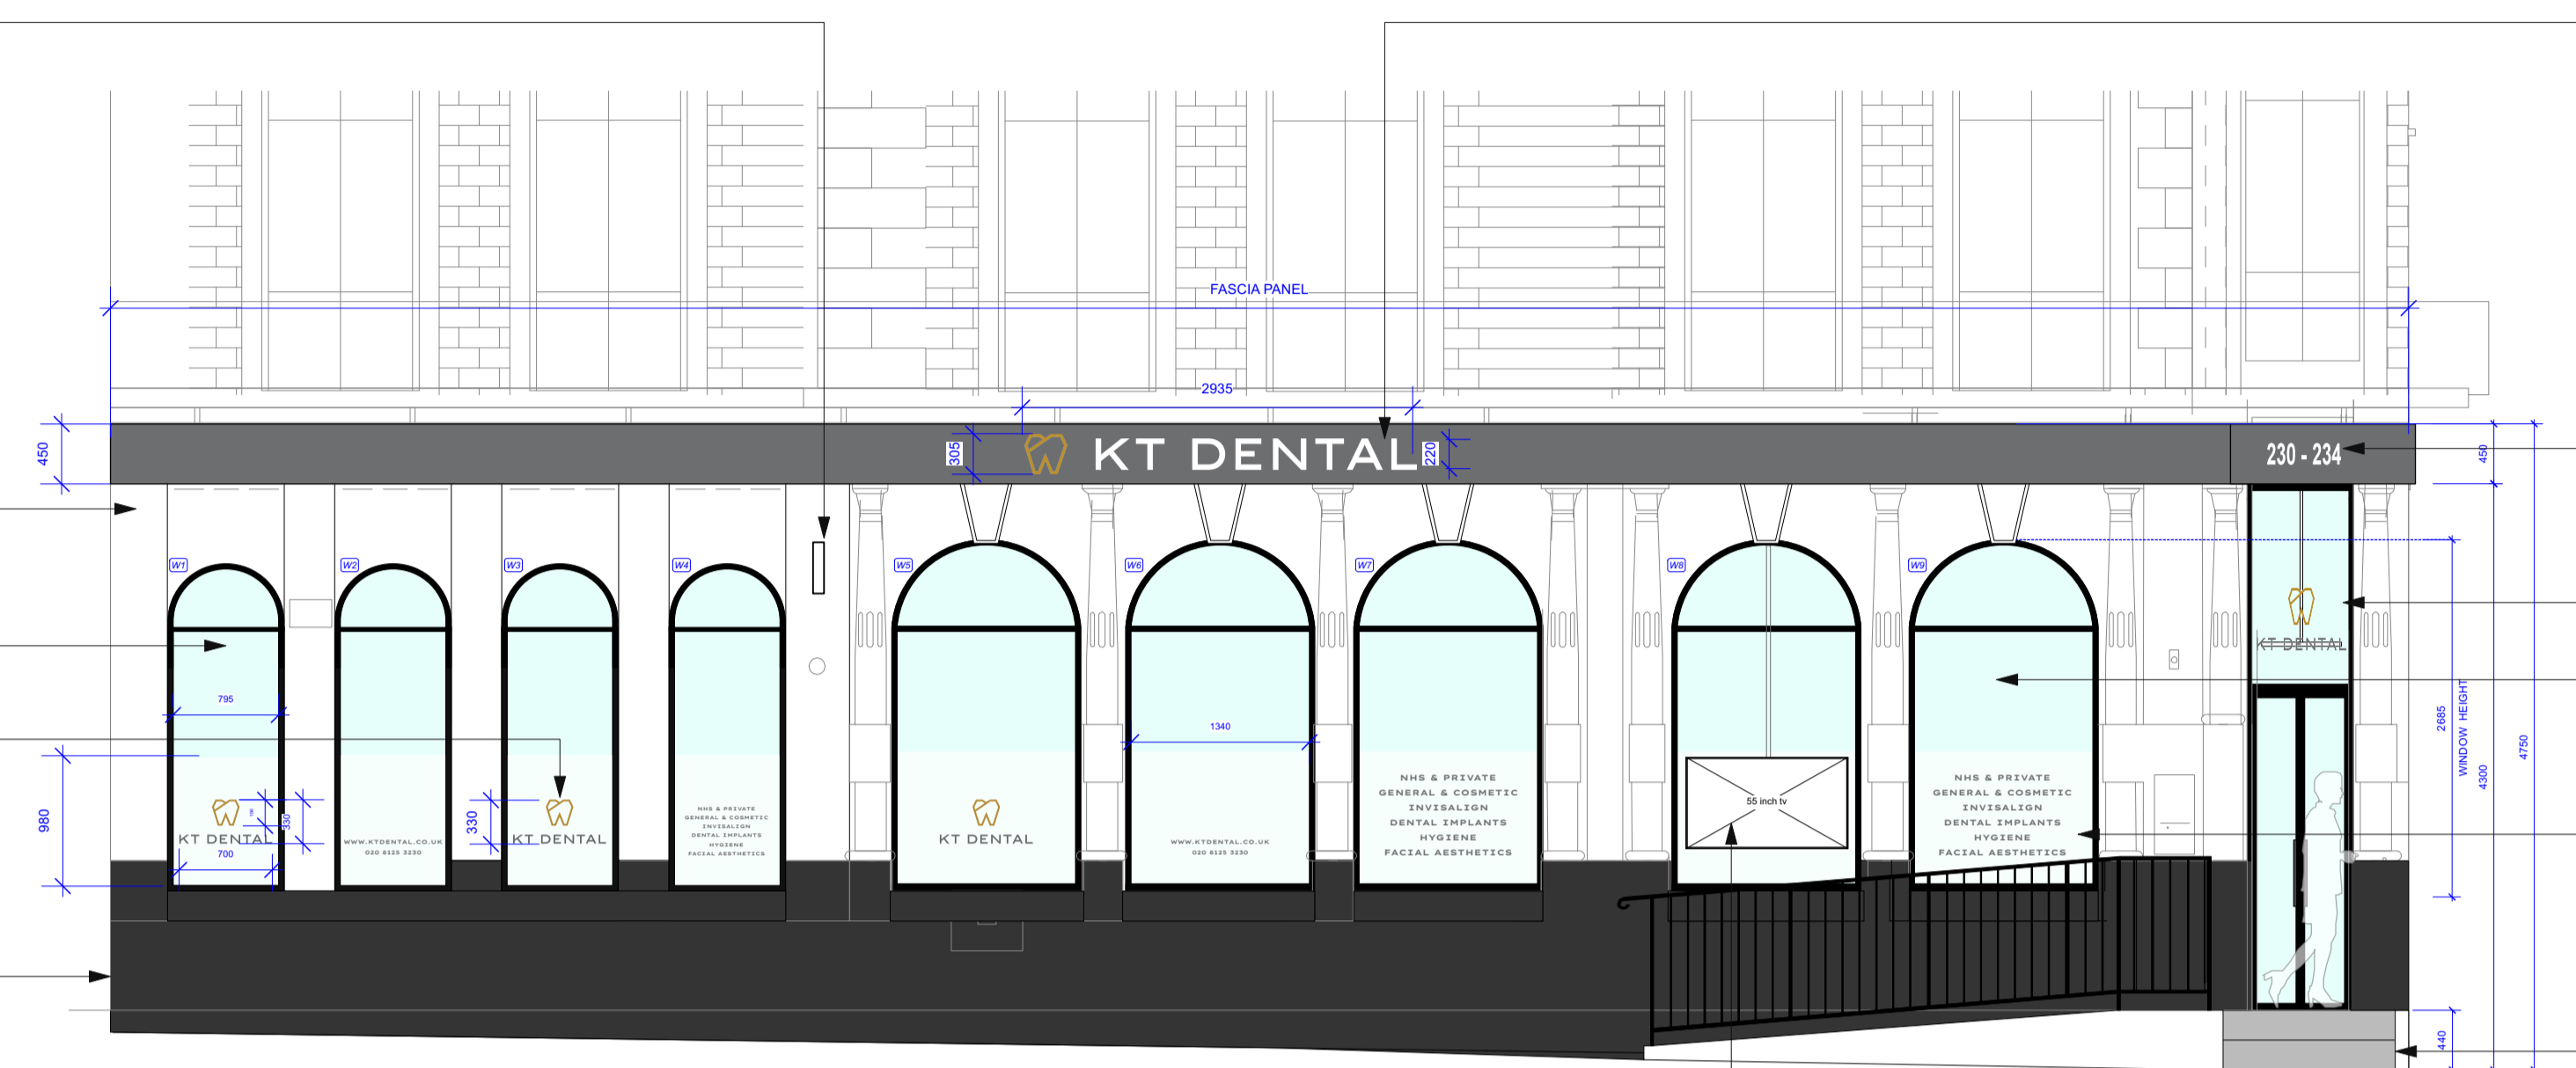 FASCIA PANEL
2935
450
305
KT DENTAL
220
230 - 234
450
W1
W2
W3
W4
W5
W6
W7
W8
W9
KT DENTAL
795
1340
2685
WINDOW HEIGHT
4300
4750
980
330
KT DENTAL
700
WWW.KTDENTAL.CO.UK
020 8125 3230
330
KT DENTAL
NHS & PRIVATE
GENERAL & COSMETIC
INVISALIGN
DENTAL IMPLANTS
HYGIENE
FACIAL AESTHETICS
KT DENTAL
WWW.KTDENTAL.CO.UK
020 8125 3230
NHS & PRIVATE
GENERAL & COSMETIC
INVISALIGN
DENTAL IMPLANTS
HYGIENE
FACIAL AESTHETICS
55 inch tv
NHS & PRIVATE
GENERAL & COSMETIC
INVISALIGN
DENTAL IMPLANTS
HYGIENE
FACIAL AESTHETICS
440